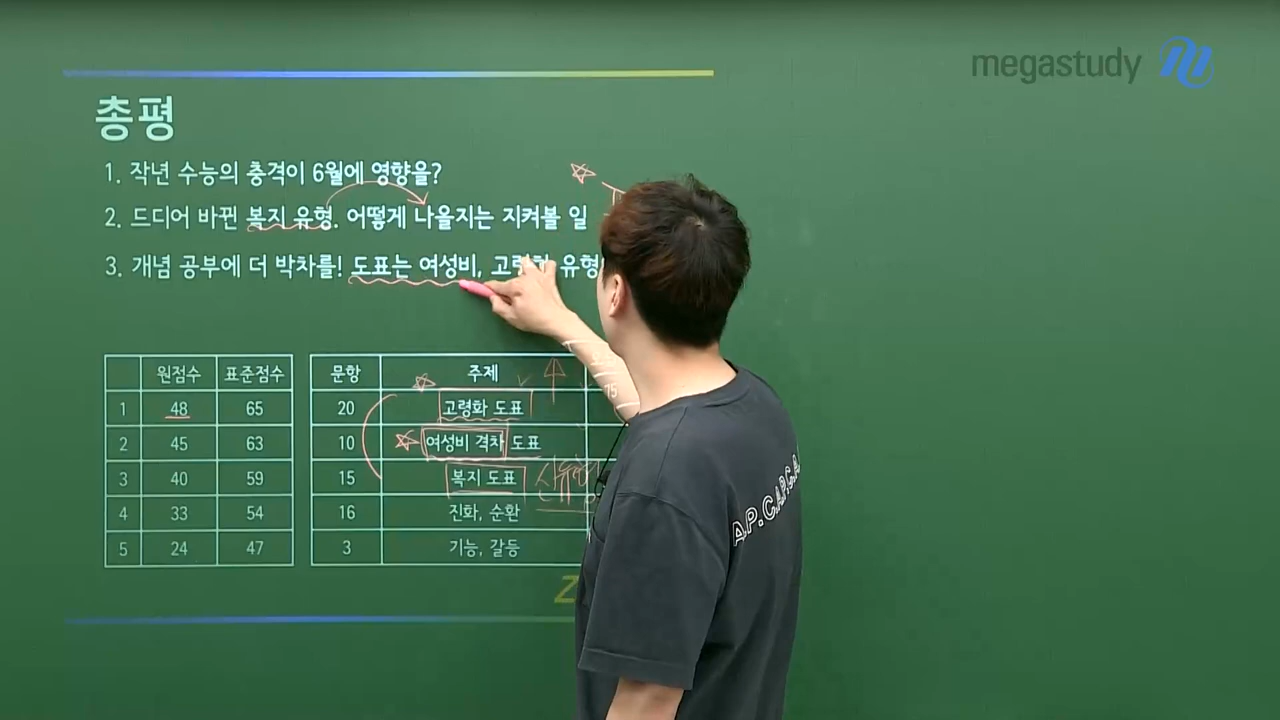 megastudy
총평
1. 작년 수능의 충격이 6월에 영향을?
2. 드디어 바뀐 복지 유형. 어떻게 나올지는 지켜볼 일
3. 개념 공부에 더 박차를! 도표는 여성비, 고령화 유형
원점수 표준점수
1 48 65
2 45 63
3 40 59
4 33 54
5 24 47
문항 주제
20 고령화 도표
10 여성비 격차 도표
15 복지 도표 신유형
16 진화, 순환
3 기능, 갈등
75
A.P.C.A.P.C.A